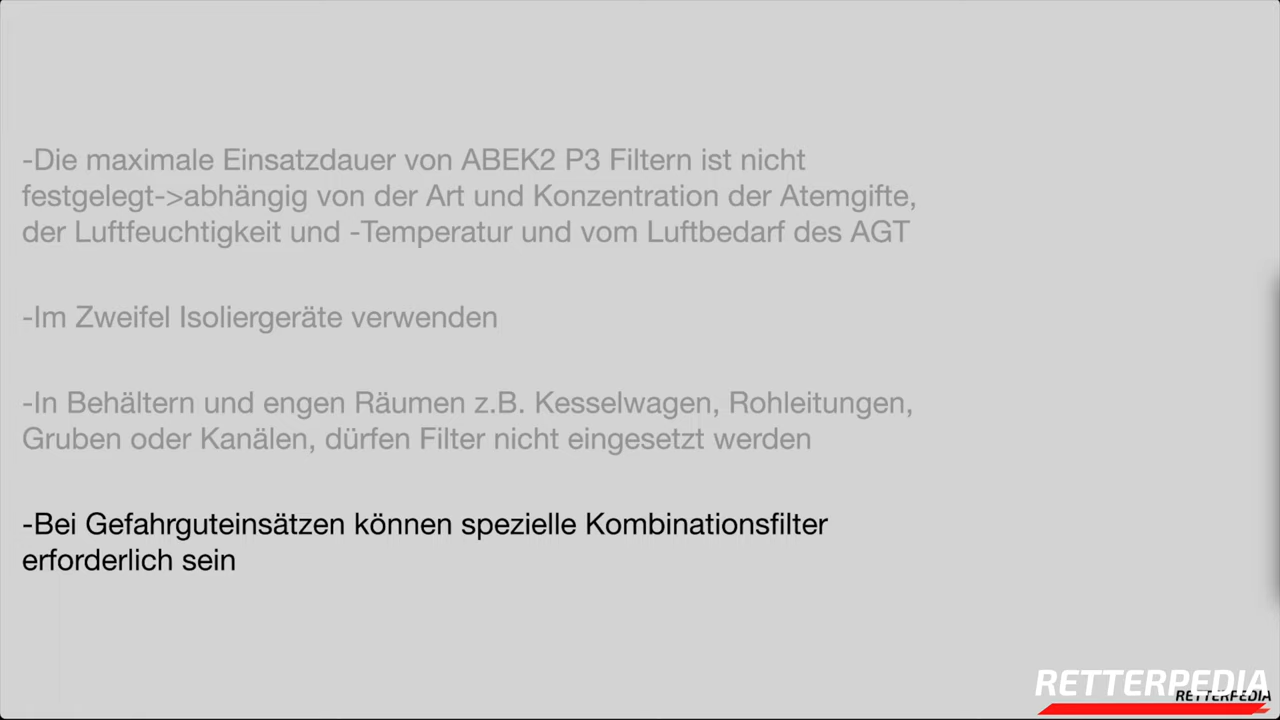 -Die maximale Einsatzdauer von ABEK2 P3 Filtern ist nicht
festgelegt->abhängig von der Art und Konzentration der Atemgifte,
der Luftfeuchtigkeit und -Temperatur und vom Luftbedarf des AGT
-Im Zweifel Isoliergeräte verwenden
-In Behältern und engen Räumen z.B. Kesselwagen, Rohleitungen,
Gruben oder Kanälen, dürfen Filter nicht eingesetzt werden
-Bei Gefahrguteinsätzen können spezielle Kombinationsfilter
erforderlich sein
RETTERPEDIA
RETTERPEDIA